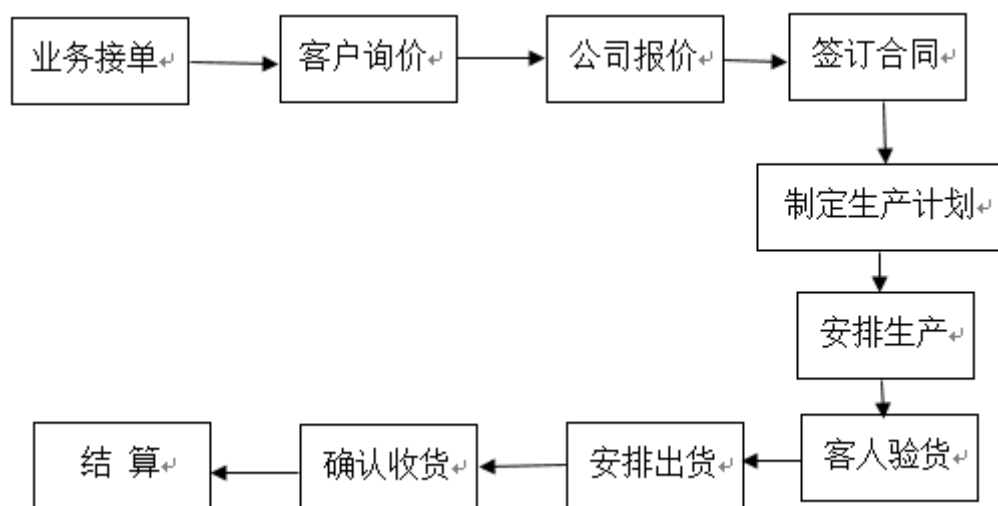 业务接单
客户询价
公司报价
签订合同
制定生产计划
安排生产
客人验货
安排出货
确认收货
结 算